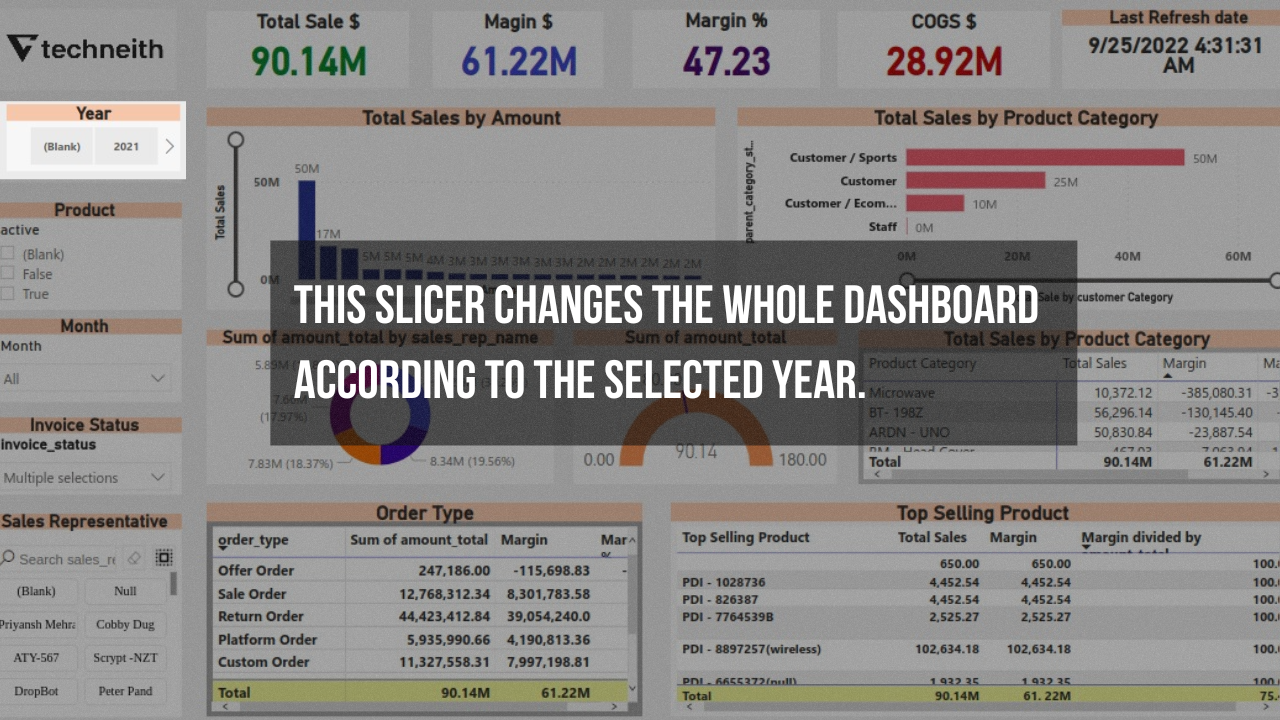 techneith
Total Sale $
90.14M
Magin $
61.22M
Margin %
47.23
COGS $
28.92M
Last Refresh date
9/25/2022 4:31:31
AM
Year
(Blank)
2021
Product
active
(Blank)
False
True
Month
Month
All
Invoice Status
invoice_status
Multiple selections
Sales Representative
Search sales_r
(Blank)
Null
Priyansh Mehra
Cobby Dug
ATY-567
Scrypt -NZT
DropBot
Peter Pand
Total Sales by Amount
Total Sales
50M
0M
50M
17M
5M 5M 5M 4M 3M 3M 3M 3M 3M 3M 2M 2M 2M 2M 2M 2M
Total Sales by Product Category
parent_category_st...
Customer / Sports
50M
Customer
25M
Customer / Ecom...
10M
Staff
0M
0M 20M 40M 60M
Sale by customer Category
THIS SLICER CHANGES THE WHOLE DASHBOARD
ACCORDING TO THE SELECTED YEAR.
Sum of amount_total by sales_rep_name
(17.97%)
7.83M (18.37%)
8.34M (19.56%)
Sum of amount_total
0.00
90.14
180.00
Total Sales by Product Category
Product Category Total Sales Margin Ma
Microwave 10,372.12 -385,080.31 -3
BT- 198Z 56,296.14 -130,145.40
ARDN - UNO 50,830.84 -23,887.54
Total 90.14M 61.22M
Order Type
order_type Sum of amount_total Margin Mar
%
Offer Order 247,186.00 -115,698.83 -
Sale Order 12,768,312.34 8,301,783.58
Return Order 44,423,412.84 39,054,240.0
Platform Order 5,935,990.66 4,190,813.36
Custom Order 11,327,558.31 7,997,198.81
Total 90.14M 61.22M
Top Selling Product
Top Selling Product Total Sales Margin Margin divided by
650.00 650.00 100.
PDI - 1028736 4,452.54 4,452.54 100.
PDI - 826387 4,452.54 4,452.54 100.
PDI - 7764539B 2,525.27 2,525.27 100.
PDI - 8897257(wireless) 102,634.18 102,634.18 100.
PDI - 6655372(null) 1,932.35 1,932.35 100.
Total 90.14M 61. 22M 75.